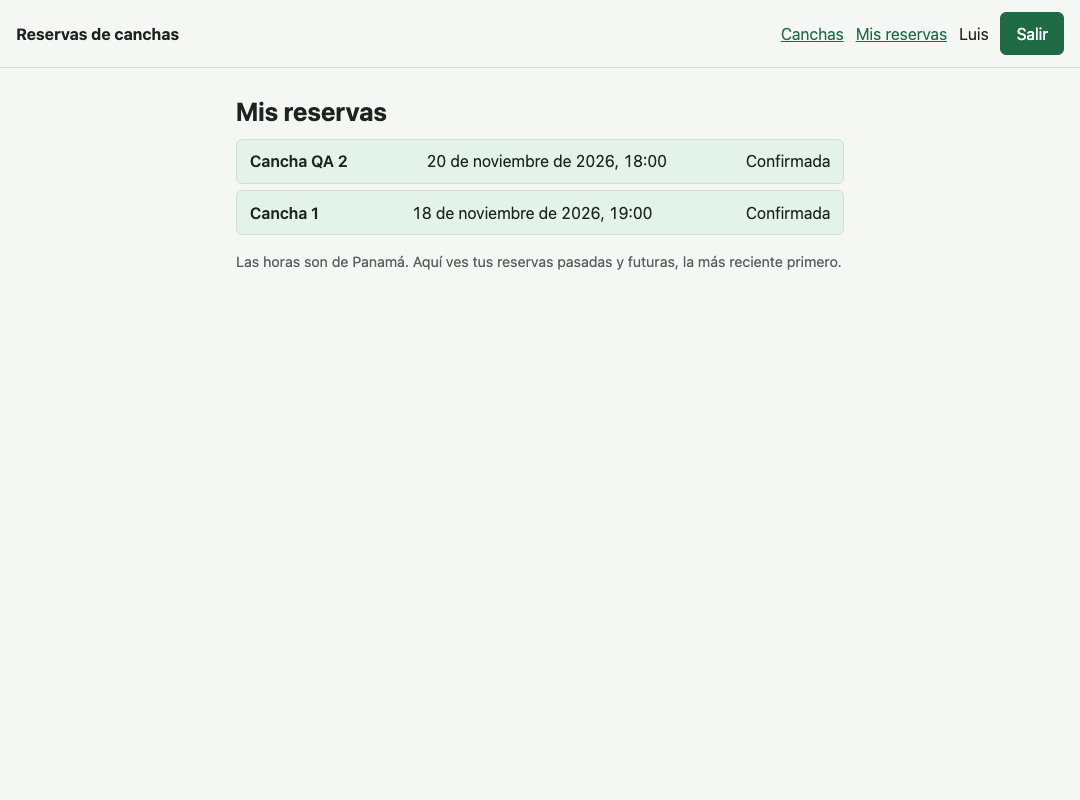 Reservas de canchas
Canchas Mis reservas Luis Salir
Mis reservas
Cancha QA 2 20 de noviembre de 2026, 18:00 Confirmada
Cancha 1 18 de noviembre de 2026, 19:00 Confirmada
Las horas son de Panamá. Aquí ves tus reservas pasadas y futuras, la más reciente primero.